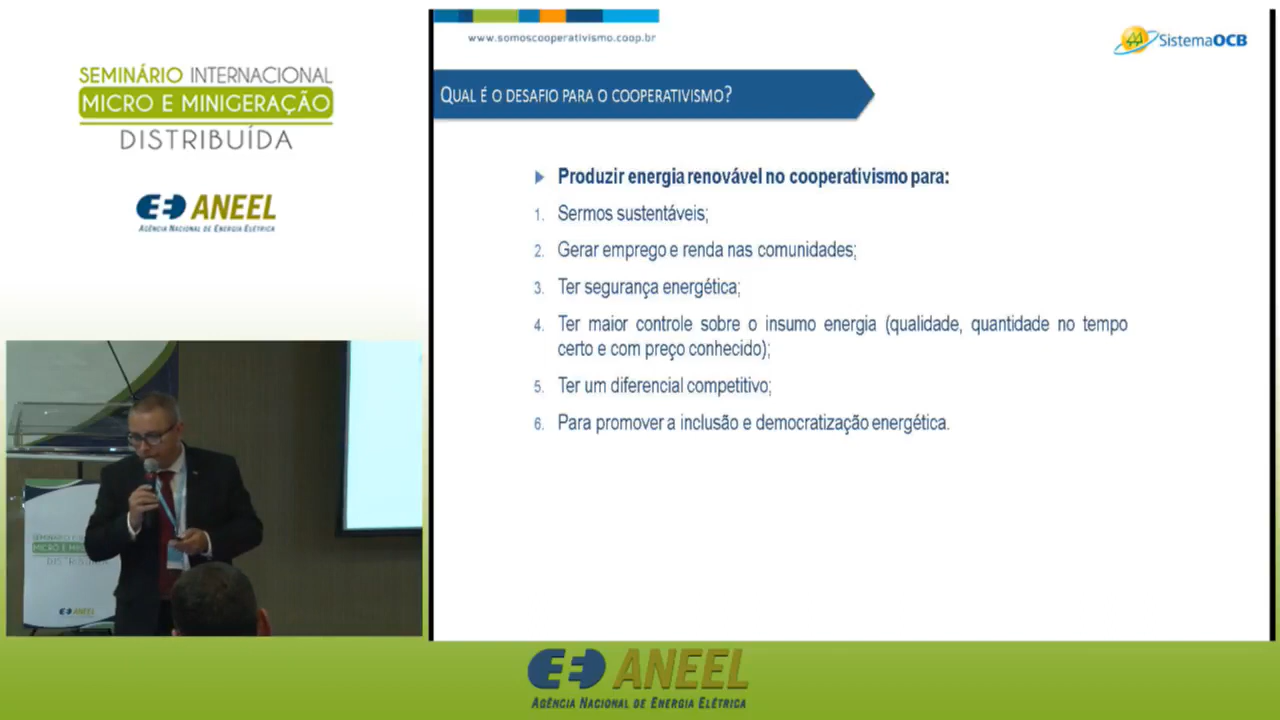 SEMINÁRIO INTERNACIONAL
MICRO E MINIGERAÇÃO
DISTRIBUÍDA
ANEEL
AGÊNCIA NACIONAL DE ENERGIA ELÉTRICA
www.somoscooperativismo.coop.br
SistemaOCB
QUAL É O DESAFIO PARA O COOPERATIVISMO?
Produzir energia renovável no cooperativismo para:
1. Sermos sustentáveis;
2. Gerar emprego e renda nas comunidades;
3. Ter segurança energética;
4. Ter maior controle sobre o insumo energia (qualidade, quantidade no tempo
certo e com preço conhecido);
5. Ter um diferencial competitivo;
6. Para promover a inclusão e democratização energética.
ANEEL
ANEEL
AGÊNCIA NACIONAL DE ENERGIA ELÉTRICA